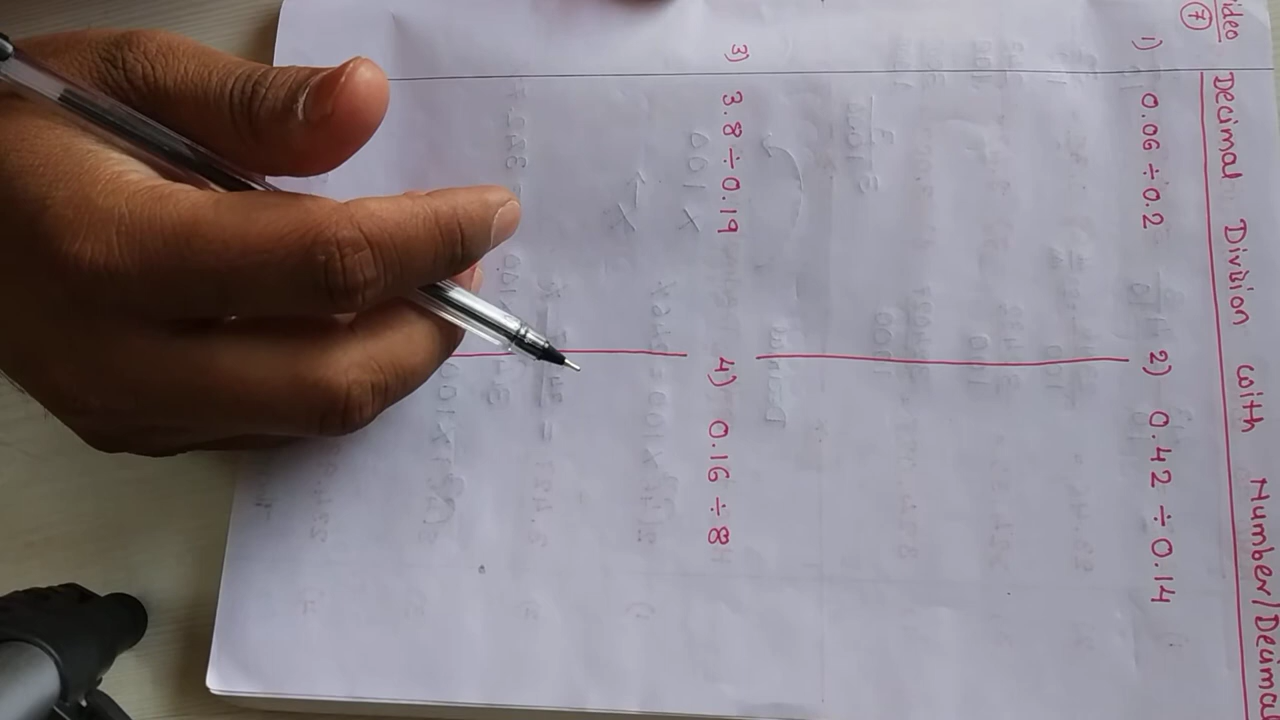 Video
7
Decimal Division with Number/Decimal
1) 0.06 ÷ 0.2
2) 0.42 ÷ 0.14
3) 3.8 ÷ 0.19
4) 0.16 ÷ 8